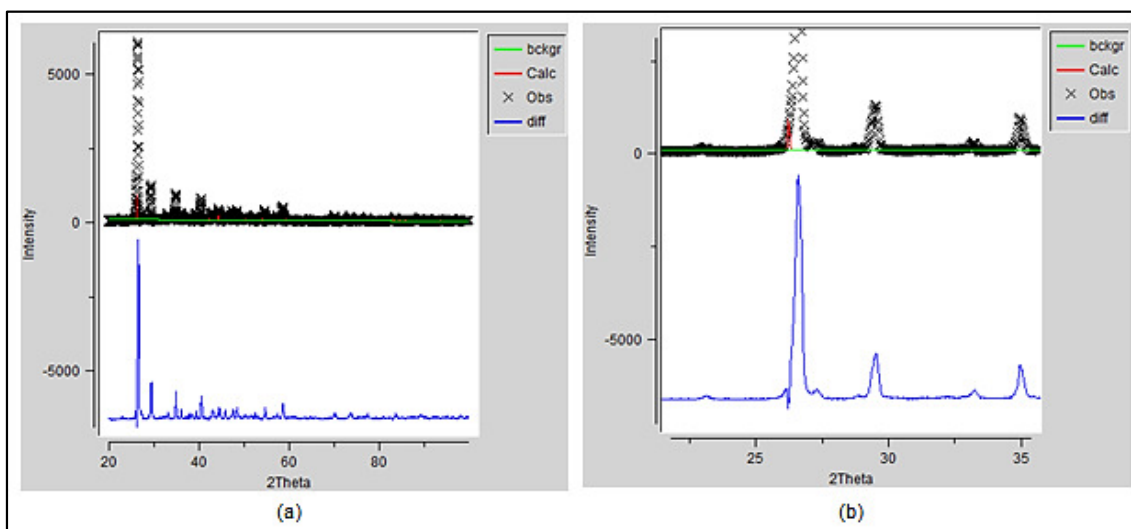 5000
0
-5000
Intensity
20
40
60
80
2Theta
bckgr
Calc
Obs
diff
(a)
0
-5000
Intensity
25
30
35
2Theta
bckgr
Calc
Obs
diff
(b)